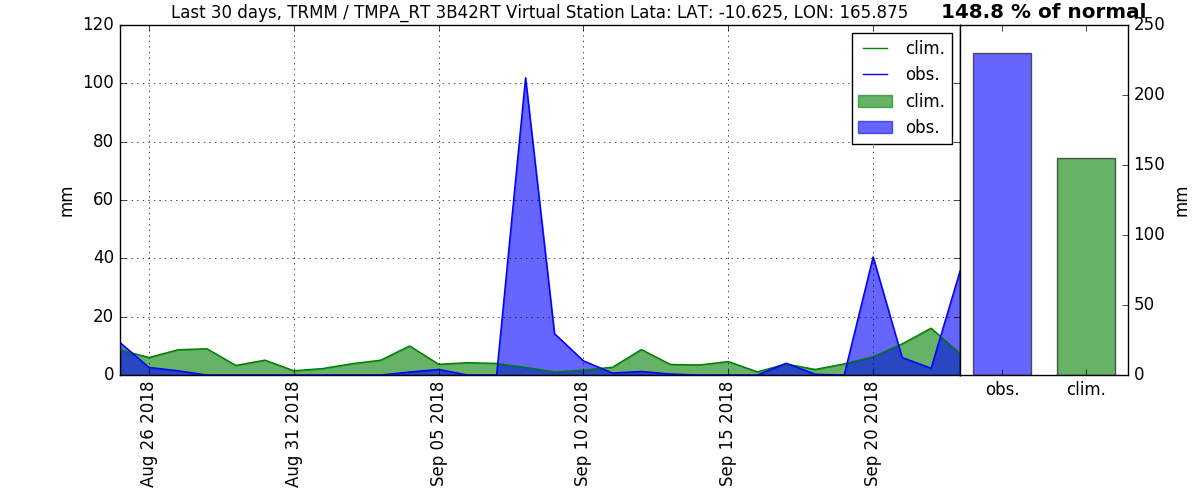 Last 30 days, TRMM / TMPA_RT 3B42RT Virtual Station Lata: LAT: -10.625, LON: 165.875
148.8 % of normal
120
100
80
60
40
20
0
mm
clim.
obs.
clim.
obs.
Aug 26 2018
Aug 31 2018
Sep 05 2018
Sep 10 2018
Sep 15 2018
Sep 20 2018
250
200
150
100
50
0
mm
obs.
clim.